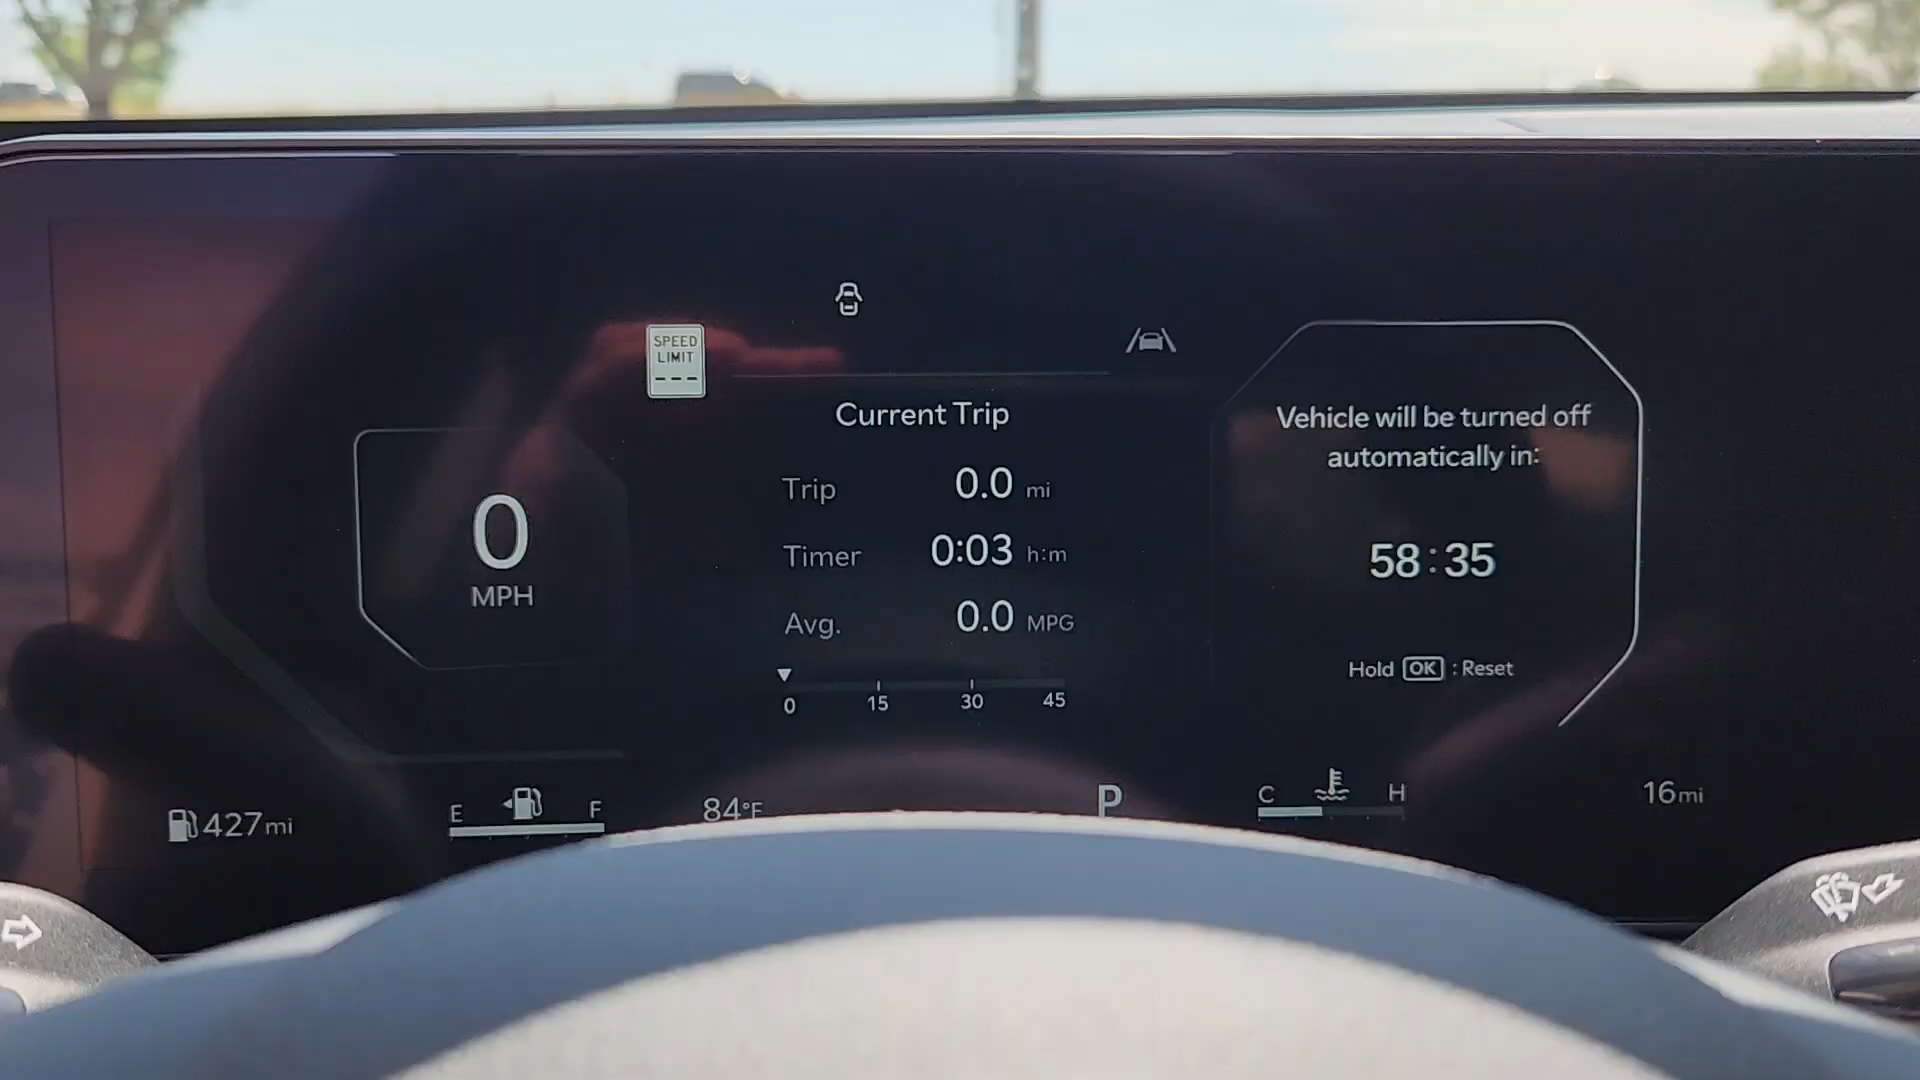 SPEED
LIMIT
---
Current Trip
Trip 0.0 mi
Timer 0:03 h:m
Avg. 0.0 MPG
0 15 30 45
0
MPH
Vehicle will be turned off
automatically in:
58:35
Hold OK : Reset
427mi
E F
84°F
P
C H
16mi